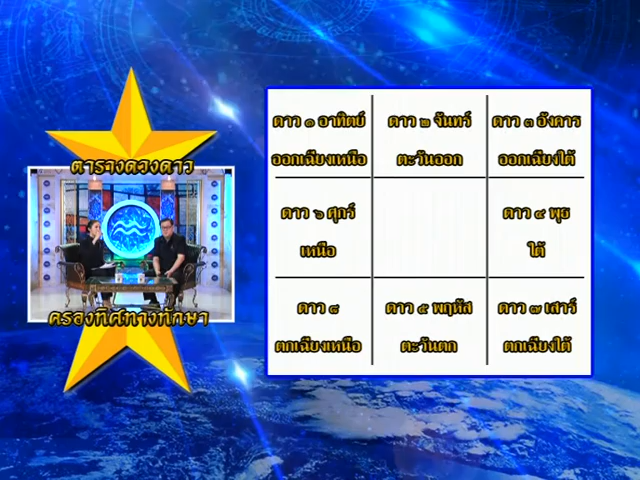 ตารางดวงดาว
ครองทิศทางทักษา
ดาว ๑ อาทิตย์
ออกเฉียงเหนือ
ดาว ๒ จันทร์
ตะวันออก
ดาว ๓ อังคาร
ออกเฉียงใต้
ดาว ๖ ศุกร์
เหนือ
ดาว ๔ พุธ
ใต้
ดาว ๘
ตกเฉียงเหนือ
ดาว ๕ พฤหัส
ตะวันตก
ดาว ๗ เสาร์
ตกเฉียงใต้